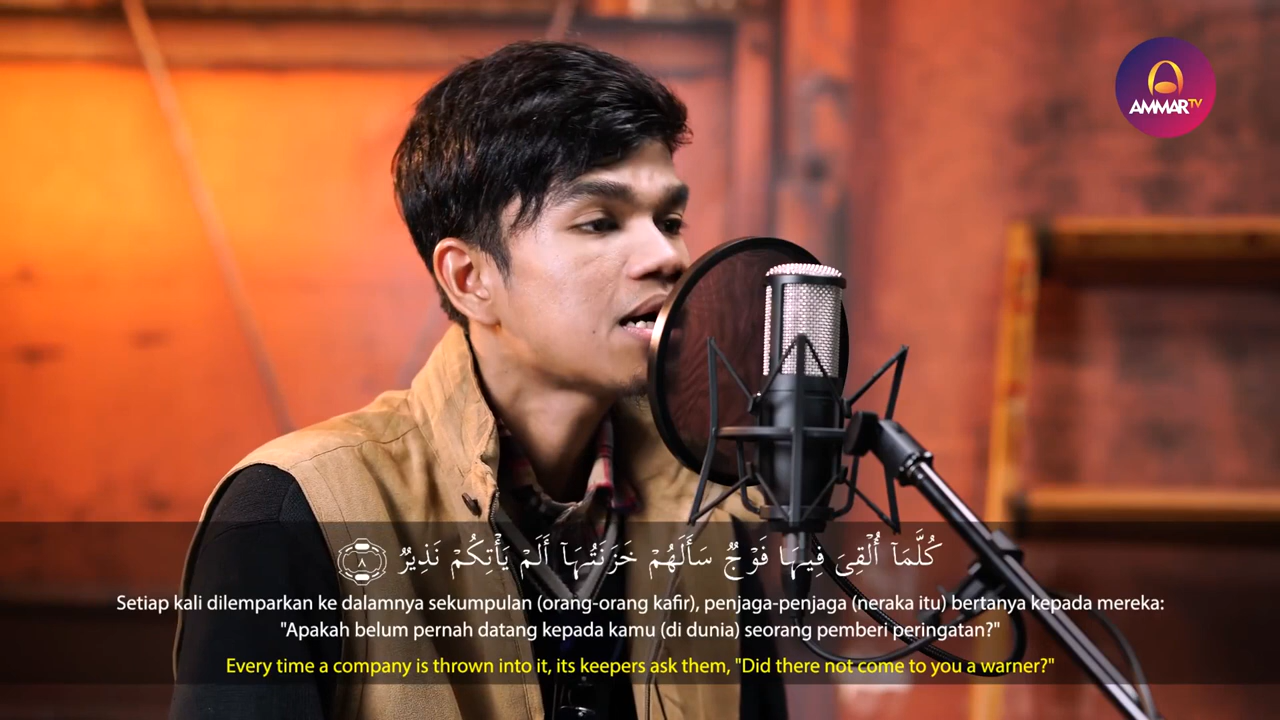 AMMAR TV
كُلَّمَآ أُلْقِىَ فِيهَا فَوْجٌ سَأَلَهُمْ خَزَنَتُهَآ أَلَمْ يَأْتِكُمْ نَذِيرٌ ٨
Setiap kali dilemparkan ke dalamnya sekumpulan (orang-orang kafir), penjaga-penjaga (neraka itu) bertanya kepada mereka:
"Apakah belum pernah datang kepada kamu (di dunia) seorang pemberi peringatan?"
Every time a company is thrown into it, its keepers ask them, "Did there not come to you a warner?"